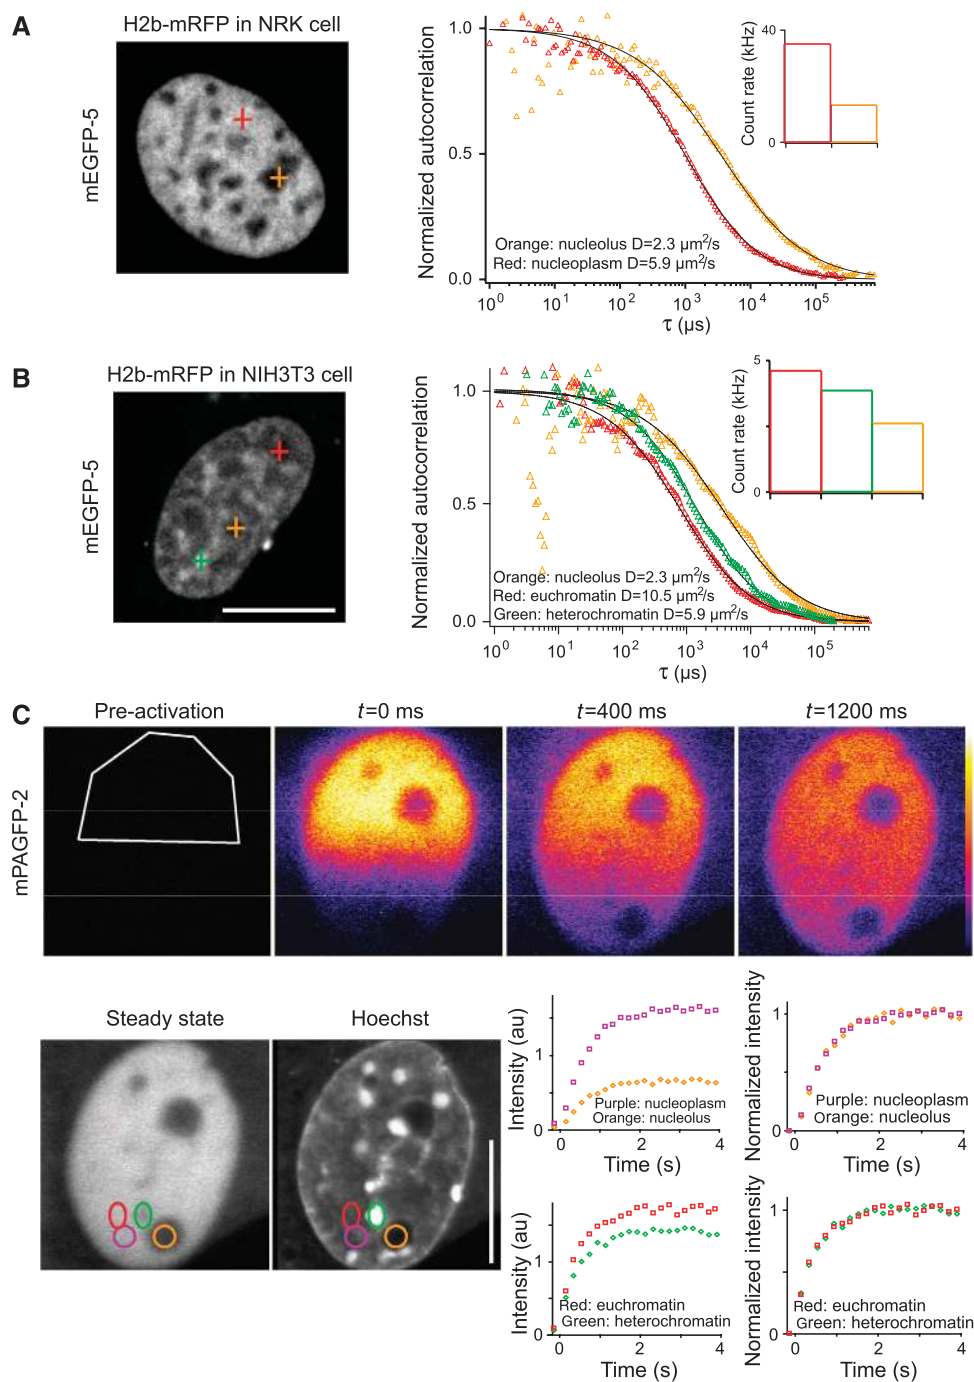 A
H2b-mRFP in NRK cell
mEGFP-5
Normalized autocorrelation
1.0
0.5
0.0
Orange: nucleolus D=2.3 µm²/s
Red: nucleoplasm D=5.9 µm²/s
10⁰ 10¹ 10² 10³ 10⁴ 10⁵
τ (µs)
Count rate (kHz)
40
0
B
H2b-mRFP in NIH3T3 cell
mEGFP-5
Normalized autocorrelation
1.0
0.5
0.0
Orange: nucleolus D=2.3 µm²/s
Red: euchromatin D=10.5 µm²/s
Green: heterochromatin D=5.9 µm²/s
10⁰ 10¹ 10² 10³ 10⁴ 10⁵
τ (µs)
Count rate (kHz)
5
0
C
Pre-activation
t=0 ms
t=400 ms
t=1200 ms
mPAGFP-2
Steady state
Hoechst
Intensity (au)
1
0
Purple: nucleoplasm
Orange: nucleolus
0 2 4
Time (s)
Normalized intensity
1
0
Purple: nucleoplasm
Orange: nucleolus
0 2 4
Time (s)
Intensity (au)
1
0
Red: euchromatin
Green: heterochromatin
0 2 4
Time (s)
Normalized intensity
1
0
Red: euchromatin
Green: heterochromatin
0 2 4
Time (s)